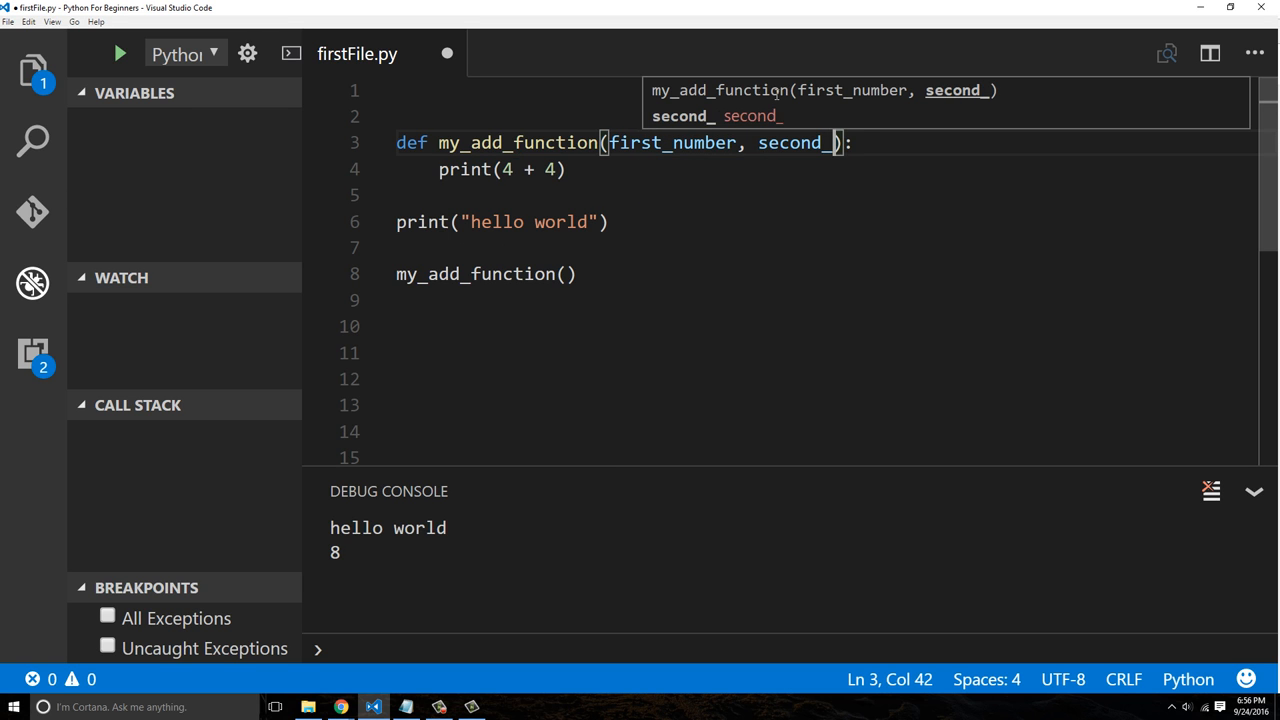 ● firstFile.py - Python For Beginners - Visual Studio Code
File Edit View Go Help
1
2
VARIABLES
WATCH
CALL STACK
BREAKPOINTS
All Exceptions
Uncaught Exceptions
firstFile.py
my_add_function(first_number, second_)
second_ second_
1
2
3 def my_add_function(first_number, second_):
4 print(4 + 4)
5
6 print("hello world")
7
8 my_add_function()
9
10
11
12
13
14
15
DEBUG CONSOLE
hello world
8
0 0
Ln 3, Col 42 Spaces: 4 UTF-8 CRLF Python
I'm Cortana. Ask me anything.
6:56 PM
9/24/2016